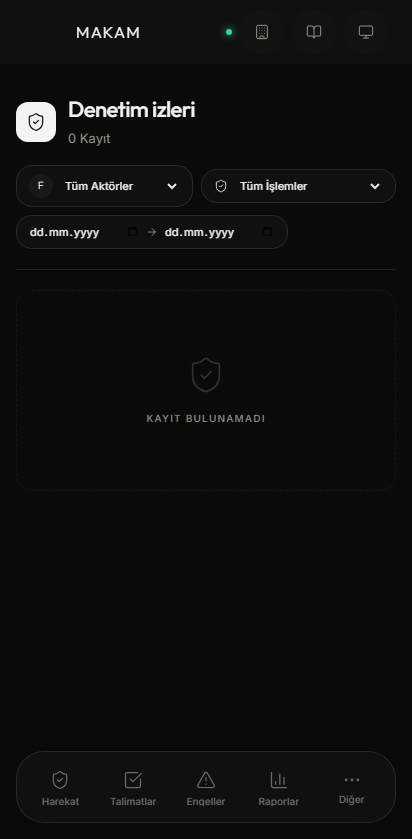 MAKAM
Denetim izleri
0 Kayıt
F Tüm Aktörler
Tüm İşlemler
dd.mm.yyyy → dd.mm.yyyy
KAYIT BULUNAMADI
Harekat Talimatlar Engeller Raporlar Diğer